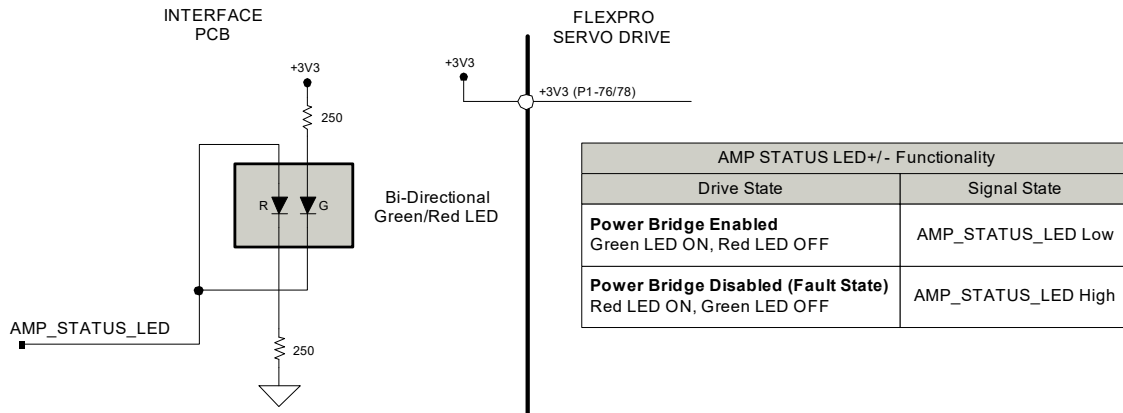 INTERFACE
PCB
FLEXPRO
SERVO DRIVE
+3V3
+3V3
+3V3 (P1-76/78)
250
R
G
Bi-Directional
Green/Red LED
AMP_STATUS_LED
250
AMP STATUS LED+/- Functionality
Drive State
Signal State
Power Bridge Enabled
Green LED ON, Red LED OFF
AMP_STATUS_LED Low
Power Bridge Disabled (Fault State)
Red LED ON, Green LED OFF
AMP_STATUS_LED High